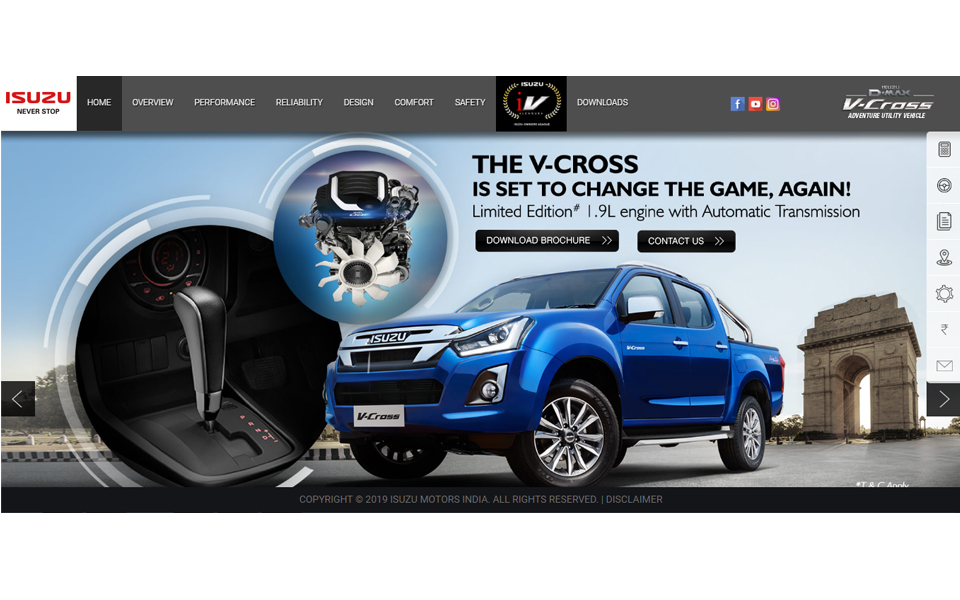 ISUZU
NEVER STOP
HOME
OVERVIEW
PERFORMANCE
RELIABILITY
DESIGN
COMFORT
SAFETY
ISUZU
iV
DOWNLOADS
ISUZU
D-MAX
V-Cross
ADVENTURE UTILITY VEHICLE
THE V-CROSS
IS SET TO CHANGE THE GAME, AGAIN!
Limited Edition# 1.9L engine with Automatic Transmission
DOWNLOAD BROCHURE
CONTACT US
ISUZU
V-Cross
V-Cross
₹
*T & C Apply
COPYRIGHT © 2019 ISUZU MOTORS INDIA. ALL RIGHTS RESERVED. | DISCLAIMER